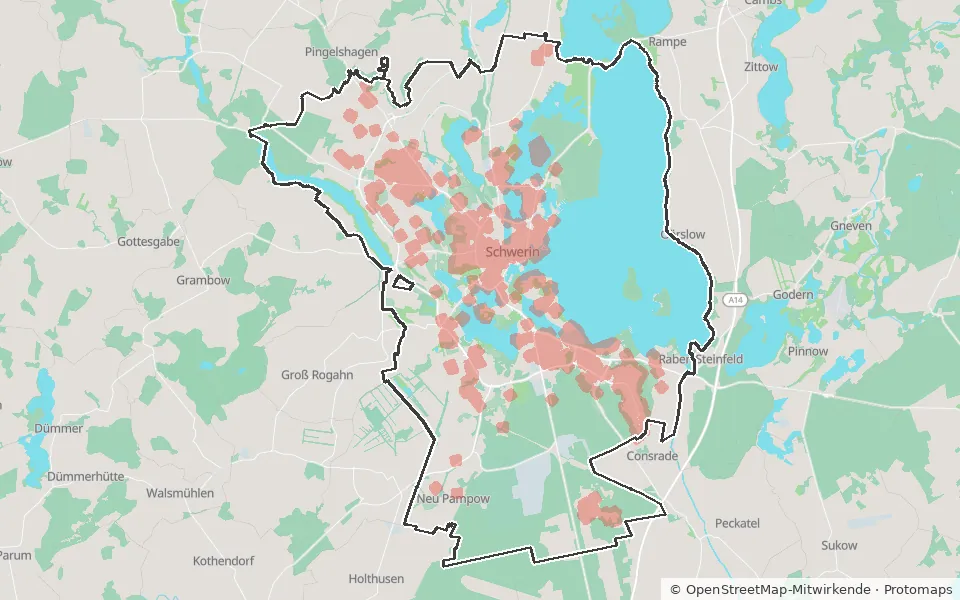 Cambs
Rampe
Pingelshagen
Zittow
ow
Gneven
Görslow
Gottesgabe
Schwerin
Grambow
Godern
A14
Pinnow
Raben Steinfeld
Groß Rogahn
Dümmer
Consrade
Dümmerhütte
Walsmühlen
Neu Pampow
Peckatel
Sukow
Parum
Kothendorf
Holthusen
© OpenStreetMap-Mitwirkende · Protomaps